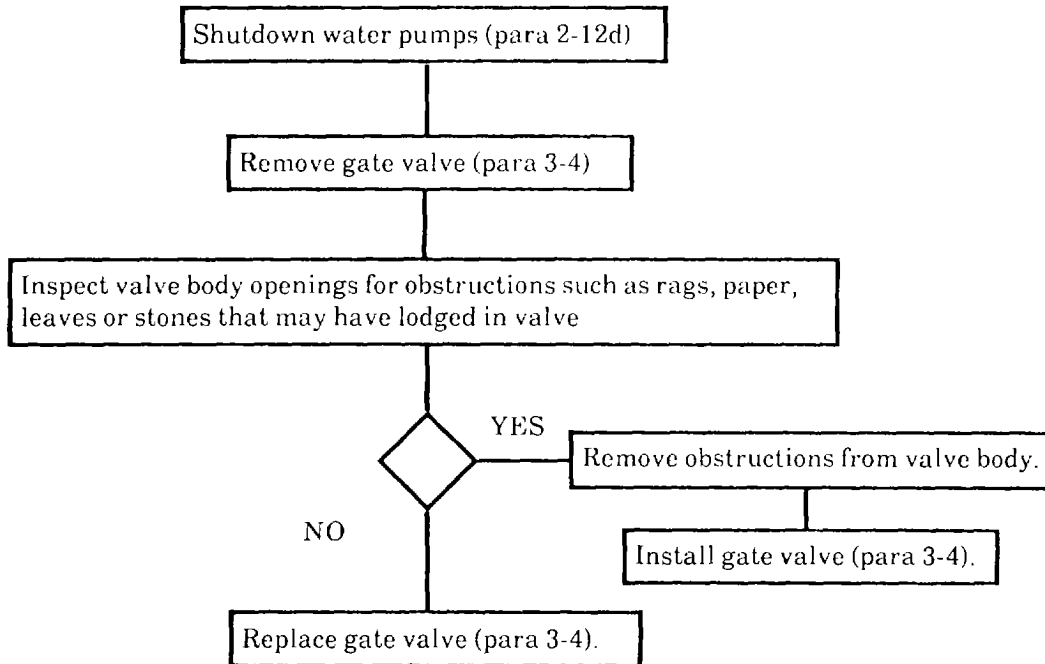 Shutdown water pumps (para 2-12d)
Remove gate valve (para 3-4)
Inspect valve body openings for obstructions such as rags, paper,
leaves or stones that may have lodged in valve
YES
Remove obstructions from valve body.
NO
Install gate valve (para 3-4).
Replace gate valve (para 3-4).